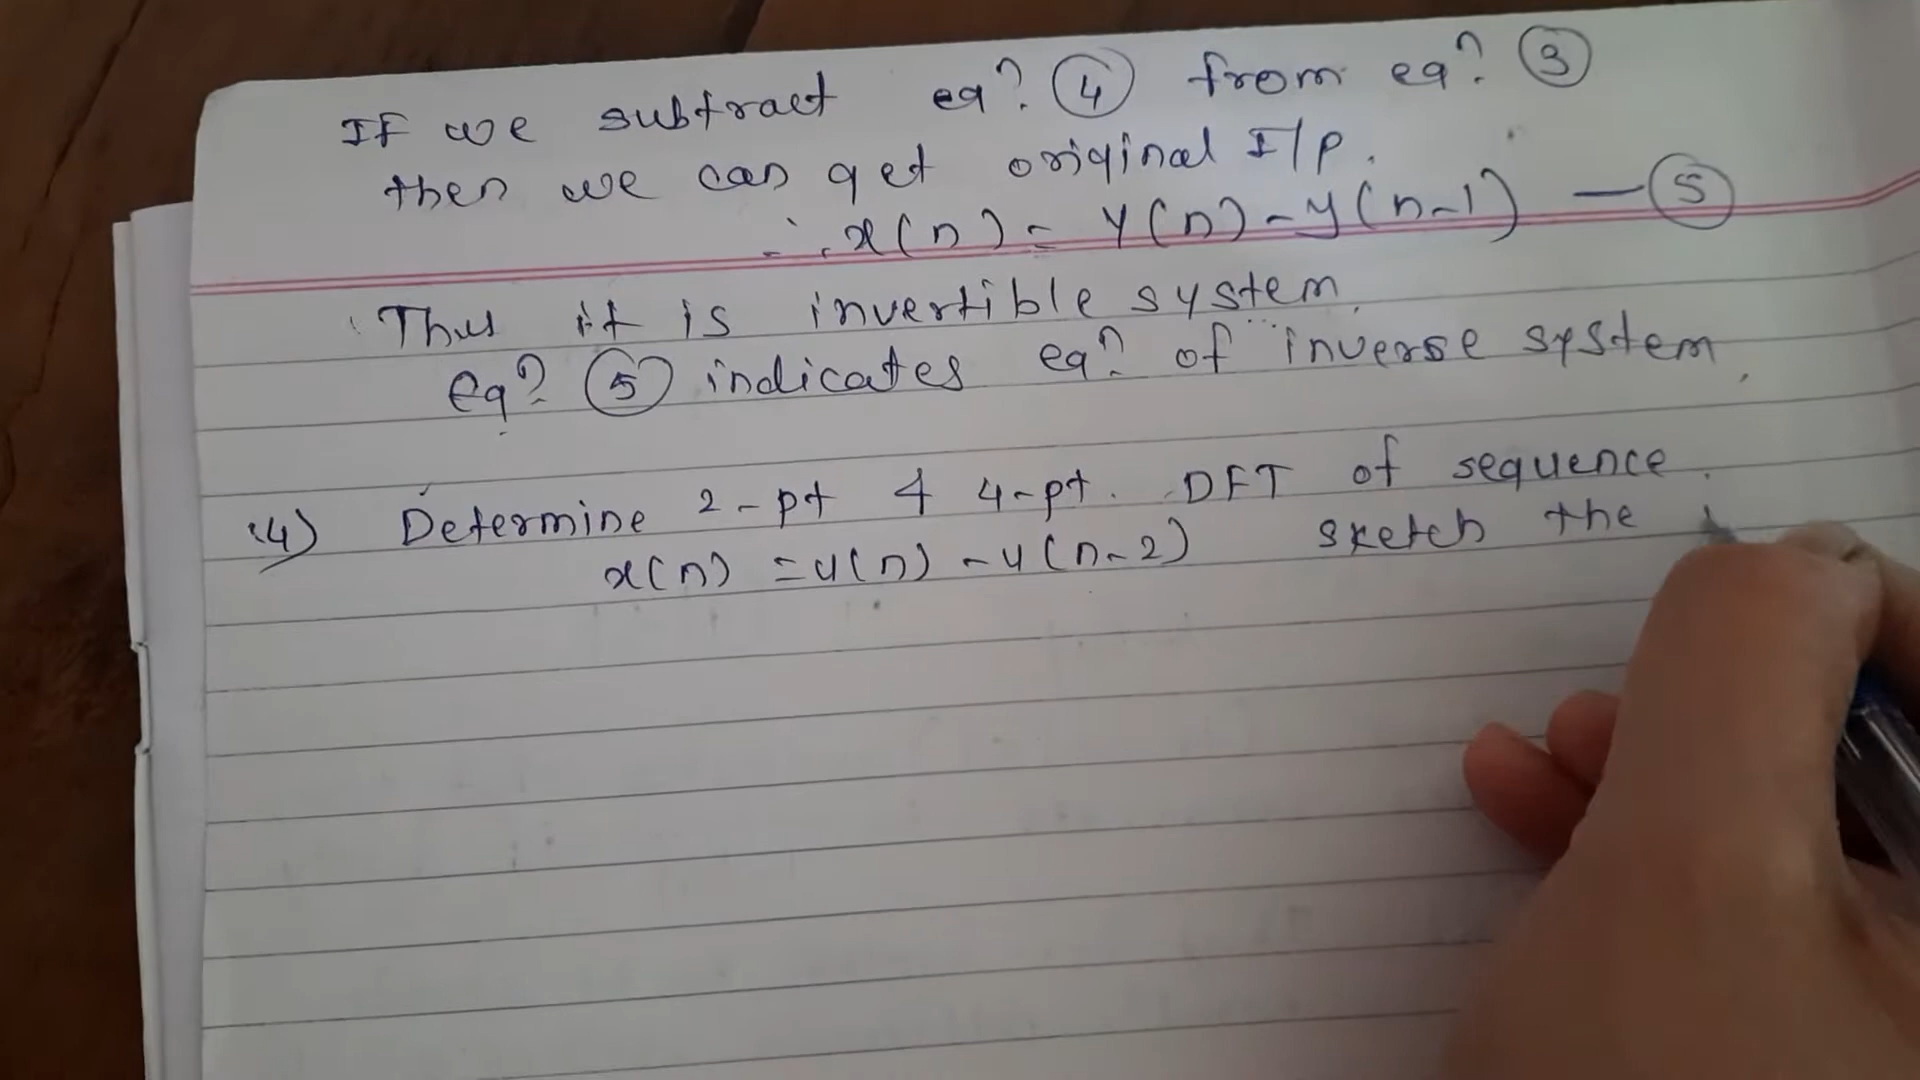 If we subtract eqn. ④ from eqn. ③
then we can get original I/p.
∴ x(n) = y(n) - y(n-1) — ⑤
Thus it is invertible system.
eqn. ⑤ indicates eqn. of inverse system.
(4) Determine 2-pt & 4-pt. DFT of sequence.
x(n) = u(n) - u(n-2) sketch the